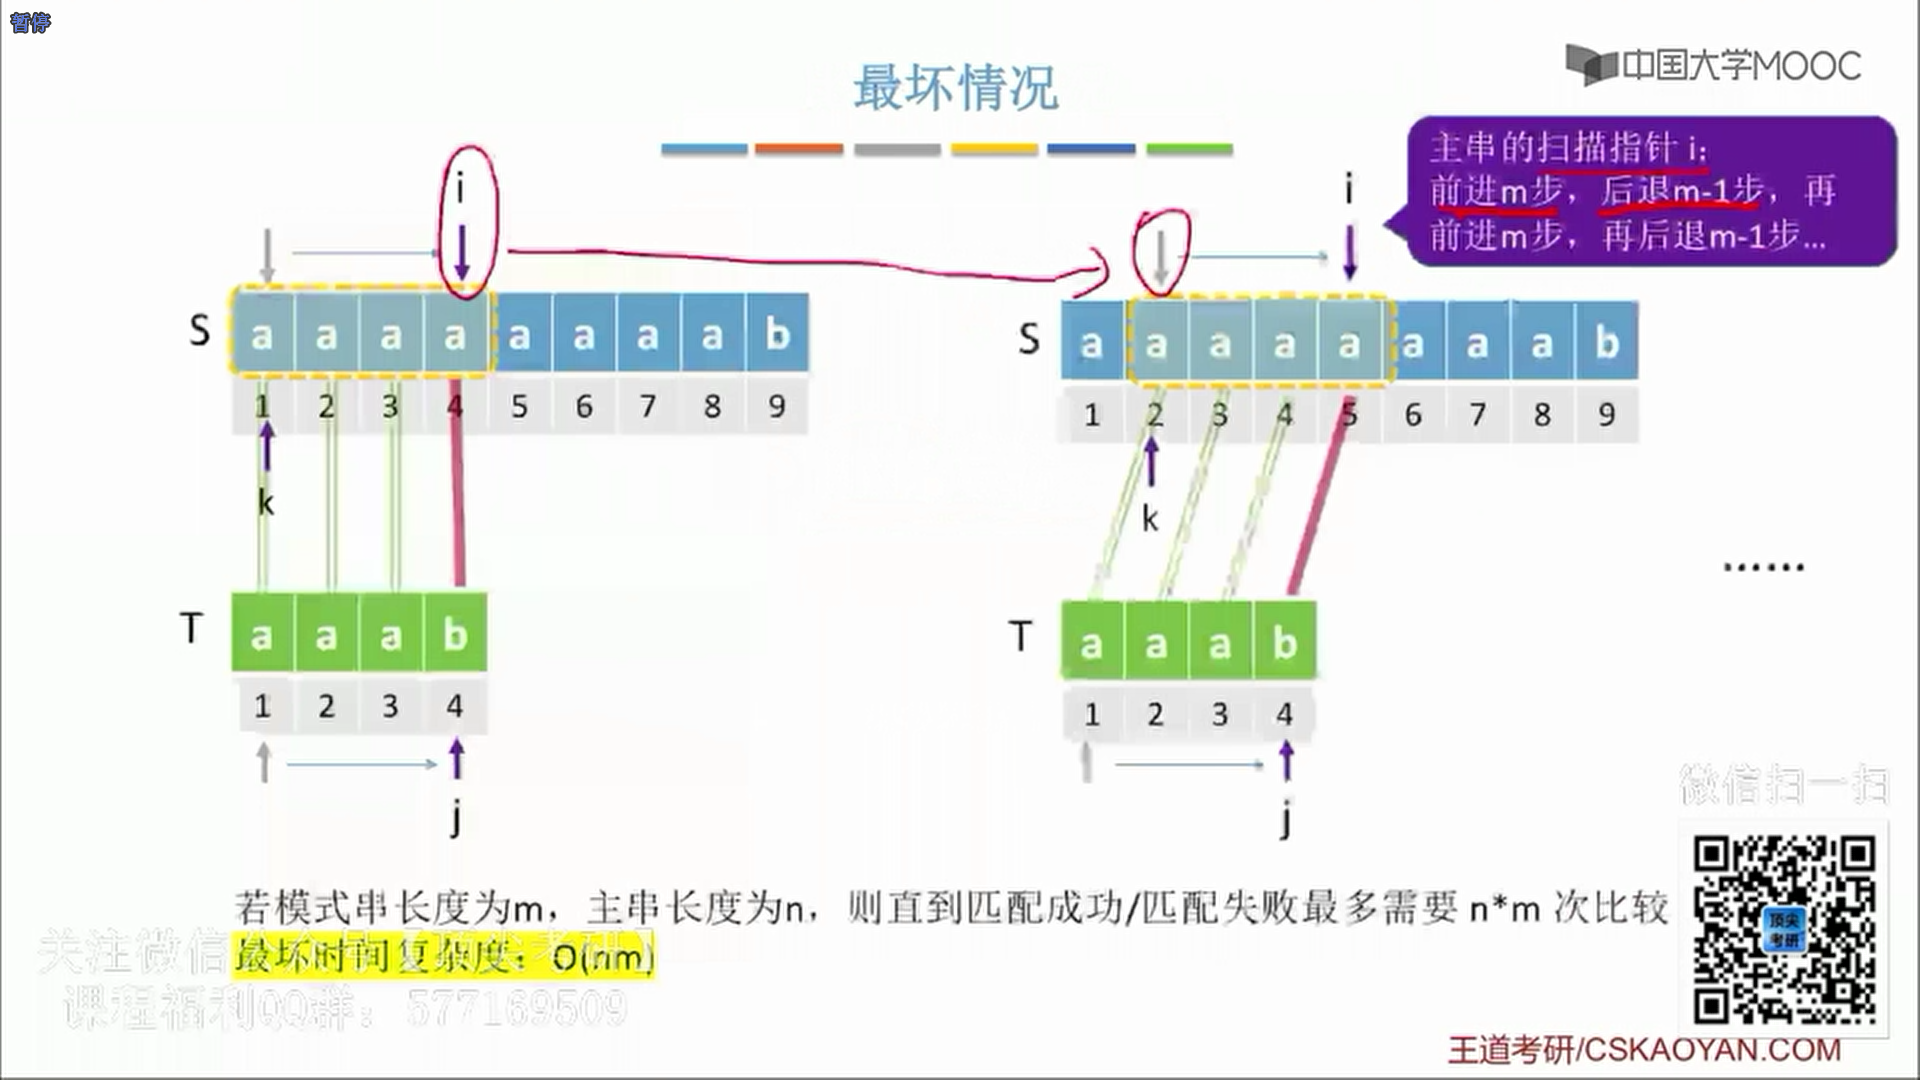 暂停
中国大学MOOC
最坏情况
主串的扫描指针 i:
前进m步，后退m-1步，再
前进m步，再后退m-1步...
i
i
S a a a a a a a a b
1 2 3 4 5 6 7 8 9
k
T a a a b
1 2 3 4
j
S a a a a a a a a b
1 2 3 4 5 6 7 8 9
k
T a a a b
1 2 3 4
j
......
微信扫一扫
顶尖
考研
若模式串长度为m，主串长度为n，则直到匹配成功/匹配失败最多需要 n*m 次比较
最坏时间复杂度：O(nm)
关注微信公众号【顶尖考研】
课程福利QQ群：577169509
王道考研/CSKAOYAN.COM